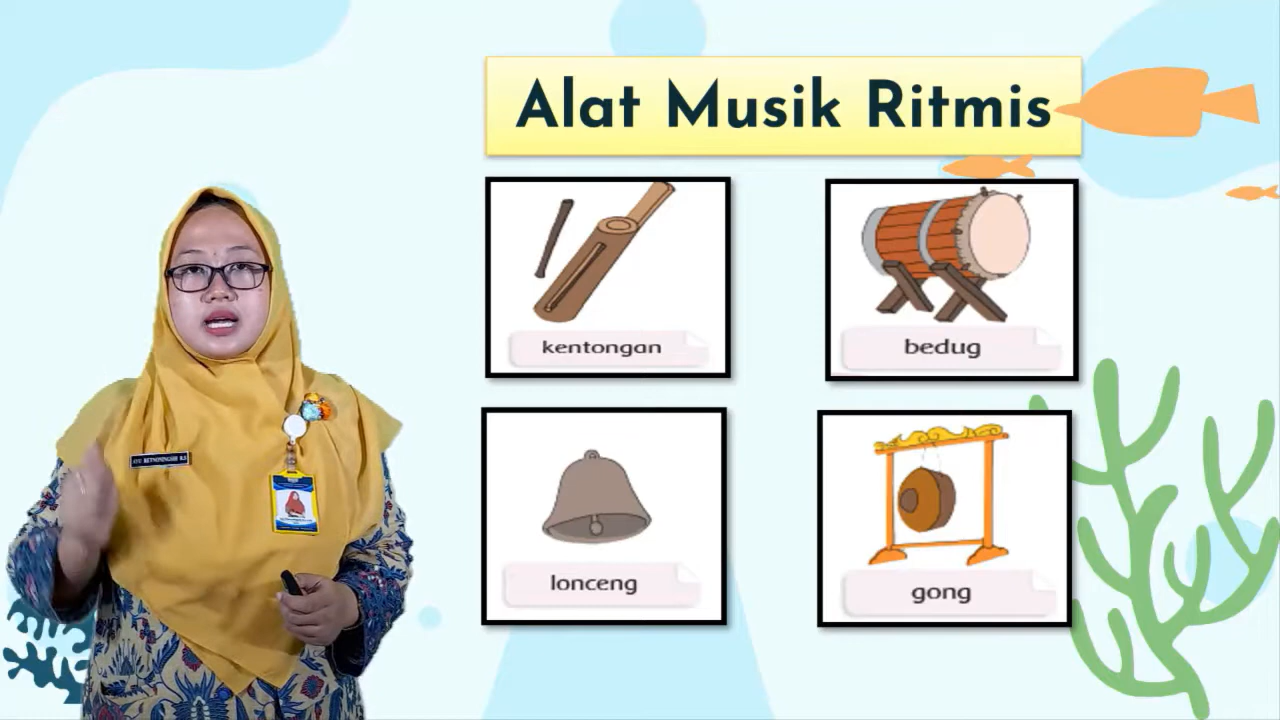 Alat Musik Ritmis
kentongan
bedug
lonceng
gong